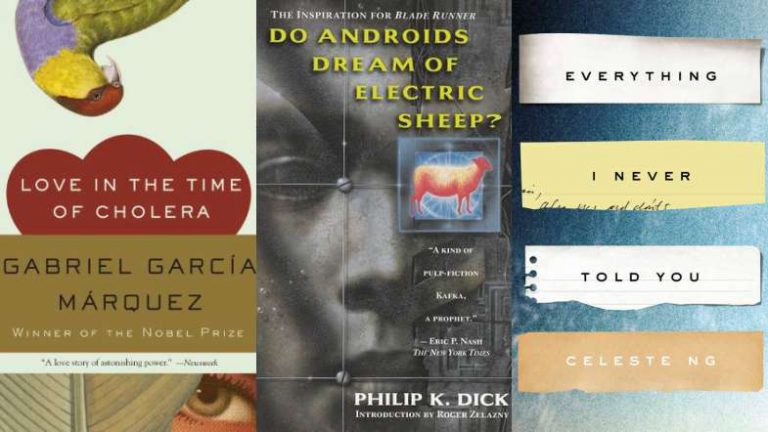 LOVE IN THE TIME
OF CHOLERA
GABRIEL GARCÍA
MÁRQUEZ
WINNER OF THE NOBEL PRIZE
"A love story of astonishing power." —Newsweek
THE INSPIRATION FOR BLADE RUNNER
DO ANDROIDS
DREAM OF
ELECTRIC
SHEEP?
"A KIND OF
PULP-FICTION
KAFKA,
A PROPHET."
— ERIC P. NASH
THE NEW YORK TIMES
PHILIP K. DICK
INTRODUCTION BY ROGER ZELAZNY
EVERYTHING
I NEVER
TOLD YOU
CELESTE NG